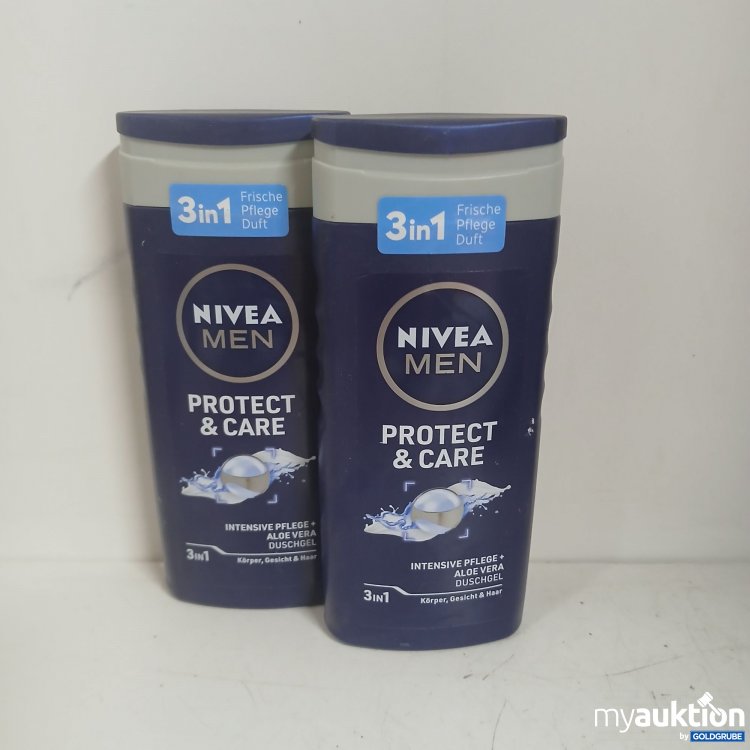 3in1
Frische
Pflege
Duft
NIVEA
MEN
PROTECT
& CARE
INTENSIVE PFLEGE +
ALOE VERA
DUSCHGEL
3IN1
Körper, Gesicht & Haar
3in1
Frische
Pflege
Duft
NIVEA
MEN
PROTECT
& CARE
INTENSIVE PFLEGE +
ALOE VERA
DUSCHGEL
3IN1
Körper, Gesicht & Haar
myauktion
by GOLDGRUBE